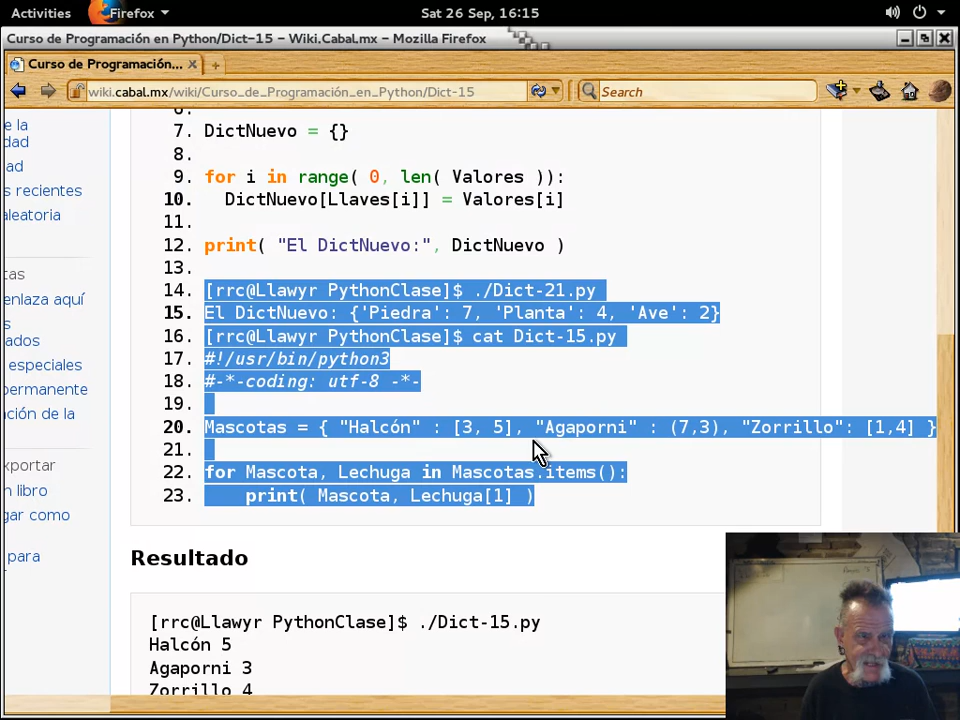 Activities Firefox Sat 26 Sep, 16:15
Curso de Programación en Python/Dict-15 – Wiki.Cabal.mx – Mozilla Firefox
Curso de Programación...
wiki.cabal.mx/wiki/Curso_de_Programación_en_Python/Dict-15 Search
e la
dad
ad
s recientes
aleatoria
tas
enlaza aquí
s
ados
especiales
permanente
ción de la
exportar
n libro
gar como
para
7. DictNuevo = {}
8.
9. for i in range( 0, len( Valores )):
10. DictNuevo[Llaves[i]] = Valores[i]
11.
12. print( "El DictNuevo:", DictNuevo )
13.
14. [rrc@Llawyr PythonClase]$ ./Dict-21.py
15. El DictNuevo: {'Piedra': 7, 'Planta': 4, 'Ave': 2}
16. [rrc@Llawyr PythonClase]$ cat Dict-15.py
17. #!/usr/bin/python3
18. #-*-coding: utf-8 -*-
19.
20. Mascotas = { "Halcón" : [3, 5], "Agaporni" : (7,3), "Zorrillo": [1,4] }
21.
22. for Mascota, Lechuga in Mascotas.items():
23. print( Mascota, Lechuga[1] )
Resultado
[rrc@Llawyr PythonClase]$ ./Dict-15.py
Halcón 5
Agaporni 3
Zorrillo 4